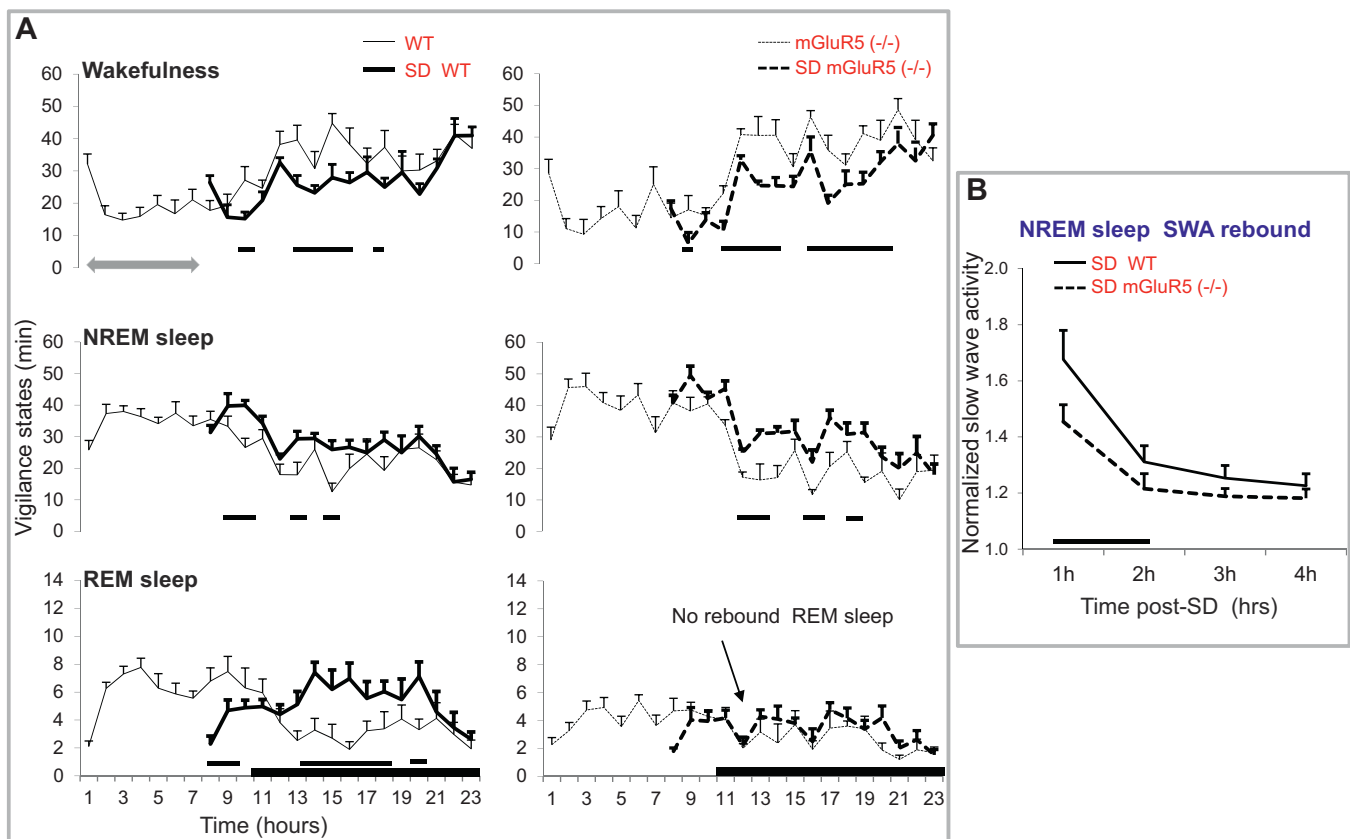 A
WT
SD WT
mGluR5 (-/-)
SD mGluR5 (-/-)
Wakefulness
60
50
40
30
20
10
0
60
50
40
30
20
10
0
Vigilance states (min)
NREM sleep
60
50
40
30
20
10
0
60
50
40
30
20
10
0
REM sleep
14
12
10
8
6
4
2
0
14
12
10
8
6
4
2
0
No rebound REM sleep
1 3 5 7 9 11 13 15 17 19 21 23
1 3 5 7 9 11 13 15 17 19 21 23
Time (hours)
B
NREM sleep SWA rebound
SD WT
SD mGluR5 (-/-)
Normalized slow wave activity
2.0
1.8
1.6
1.4
1.2
1.0
1h 2h 3h 4h
Time post-SD (hrs)